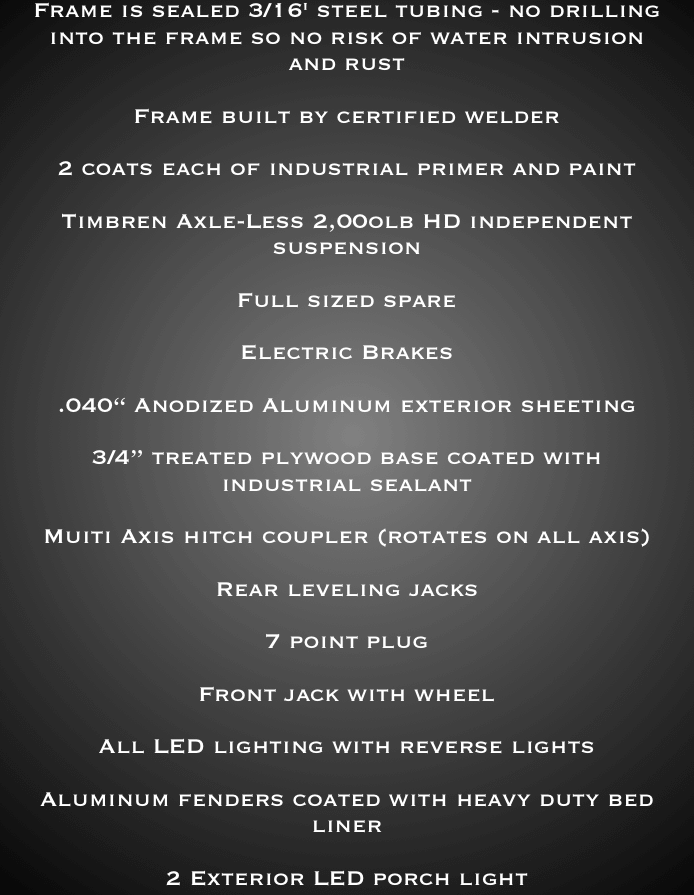 Frame is sealed 3/16' steel tubing - no drilling
into the frame so no risk of water intrusion
and rust
Frame built by certified welder
2 coats each of industrial primer and paint
Timbren Axle-Less 2,00olb HD independent
suspension
Full sized spare
Electric Brakes
.040“ Anodized Aluminum exterior sheeting
3/4” treated plywood base coated with
industrial sealant
Muiti Axis hitch coupler (rotates on all axis)
Rear leveling jacks
7 point plug
Front jack with wheel
All LED lighting with reverse lights
Aluminum fenders coated with heavy duty bed
liner
2 Exterior LED porch light